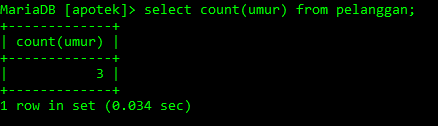 MariaDB [apotek]> select count(umur) from pelanggan;
+-------------+
| count(umur) |
+-------------+
|           3 |
+-------------+
1 row in set (0.034 sec)